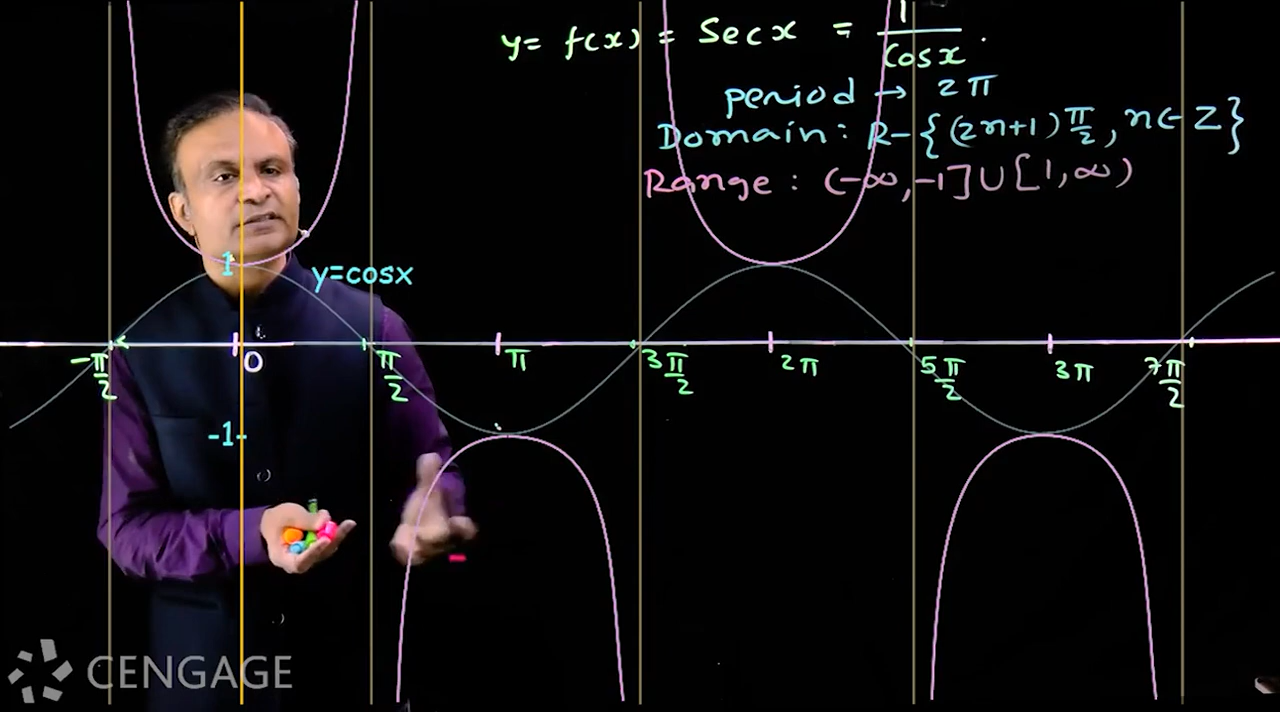 y= f(x) = Sec x = 1/Cosx.
period → 2π
Domain: R-{(2n+1)π/2, n∈Z}
Range: (-∞,-1]∪[1,∞)
1
y=cosx
-π/2
0
π/2
π
3π/2
2π
5π/2
3π
7π/2
-1
CENGAGE